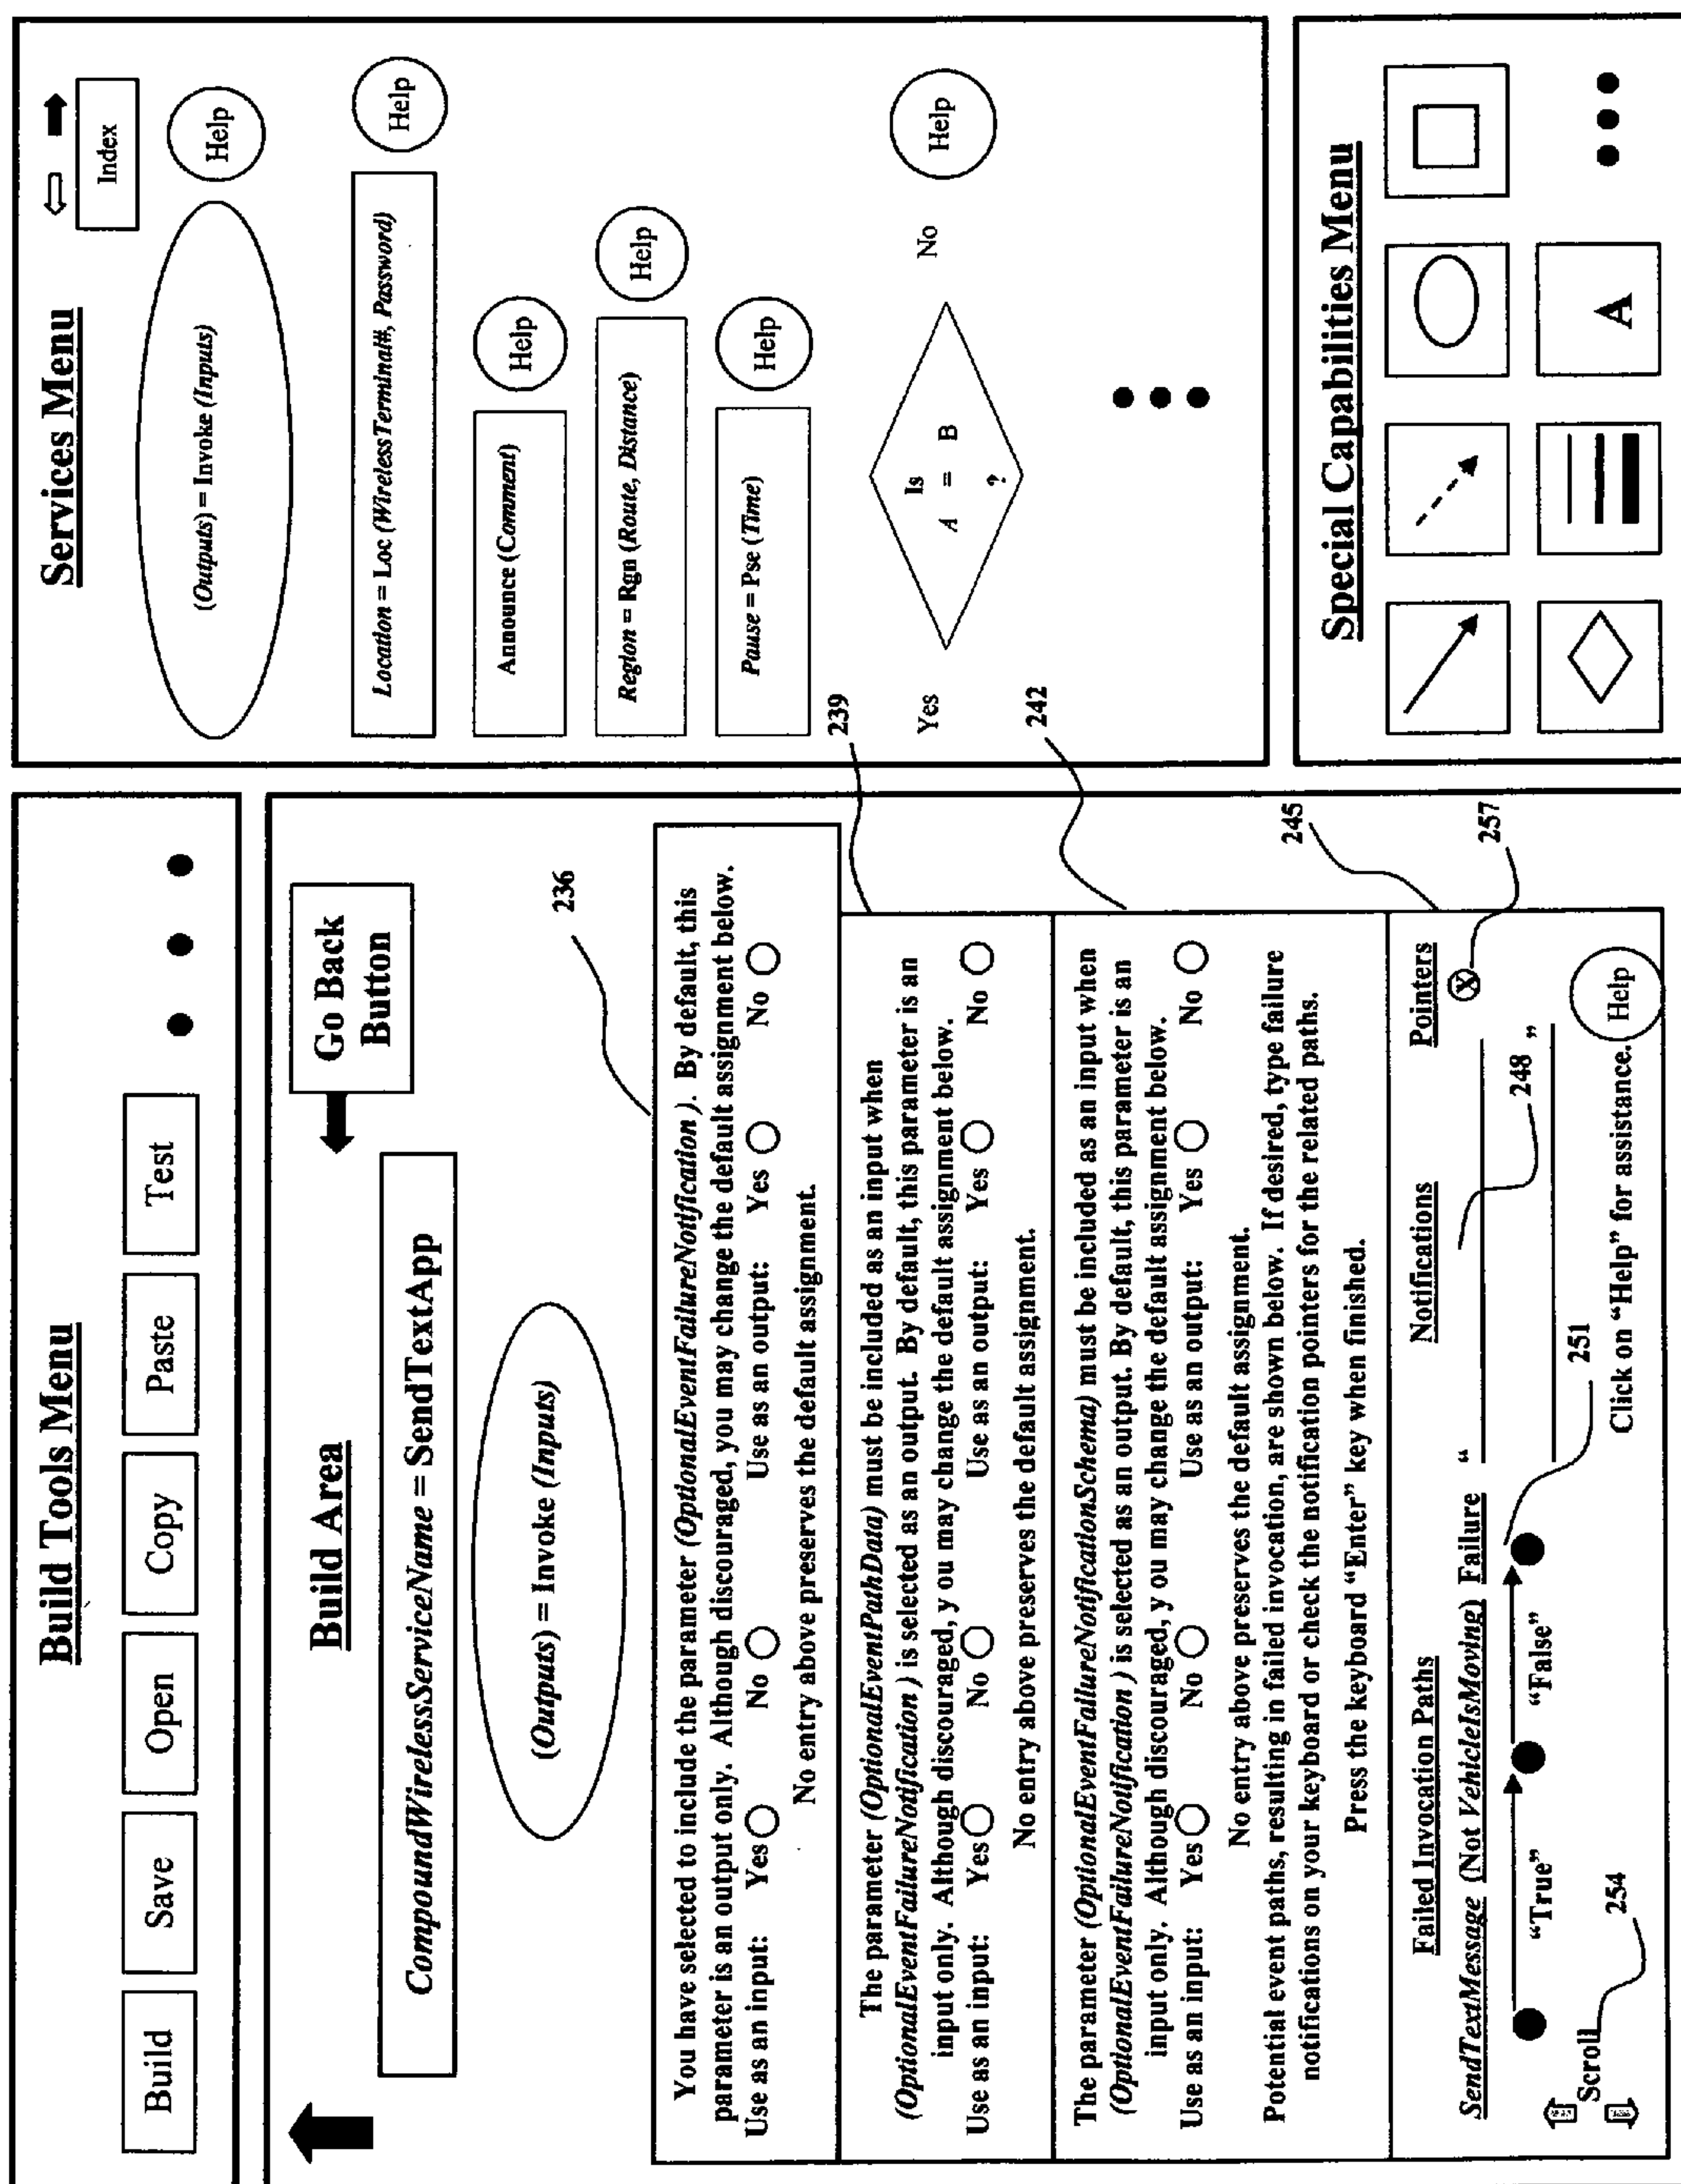 Build Tools Menu
Build
Save
Open
Copy
Paste
Test
Build Area
Go Back
Button
CompoundWirelessServiceName = SendTextApp
(Outputs) = Invoke (Inputs)
236
You have selected to include the parameter (OptionalEventFailureNotification ). By default, this
parameter is an output only. Although discouraged, you may change the default assignment below.
Use as an input: Yes No Use as an output: Yes No
No entry above preserves the default assignment.
239
The parameter (OptionalEventPathData) must be included as an input when
(OptionalEventFailureNotification ) is selected as an output. By default, this parameter is an
input only. Although discouraged, y ou may change the default assignment below.
Use as an input: Yes No Use as an output: Yes No
No entry above preserves the default assignment.
242
The parameter (OptionalEventFailureNotificationSchema) must be included as an input when
(OptionalEventFailureNotification ) is selected as an output. By default, this parameter is an
input only. Although discouraged, y ou may change the default assignment below.
Use as an input: Yes No Use as an output: Yes No
No entry above preserves the default assignment.
Potential event paths, resulting in failed invocation, are shown below. If desired, type failure
notifications on your keyboard or check the notification pointers for the related paths.
Press the keyboard “Enter” key when finished.
245
257
Failed Invocation Paths Notifications Pointers
SendTextMessage (Not VehicleIsMoving) Failure “
X
“True” “False”
248 ”
251
254
Scroll
Click on “Help” for assistance.
Help
Services Menu
Index
(Outputs) = Invoke (Inputs)
Help
Location = Loc (WirelessTerminal#, Password)
Help
Announce (Comment)
Help
Region = Rgn (Route, Distance)
Help
Pause = Pse (Time)
Help
Yes
Is
A = B
?
No
Help
Special Capabilities Menu
A